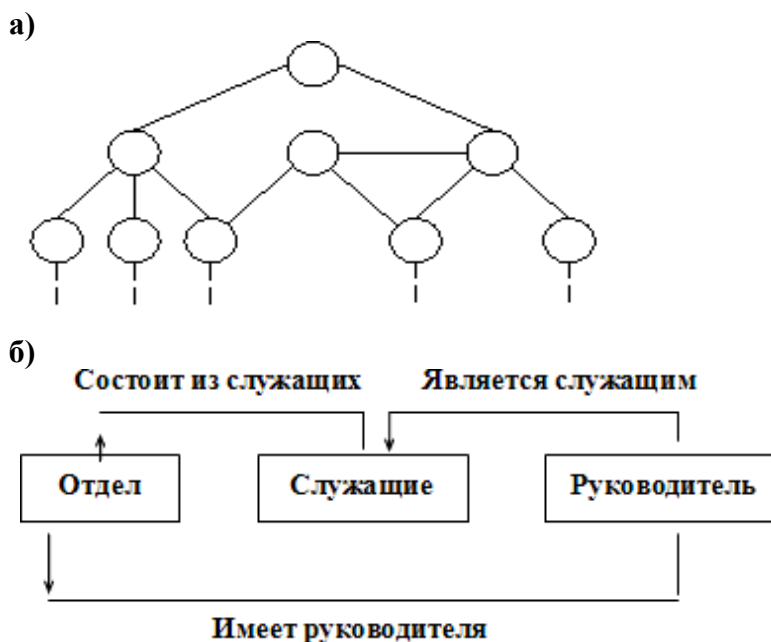 а)
б)
Состоит из служащих Является служащим
Отдел Служащие Руководитель
Имеет руководителя